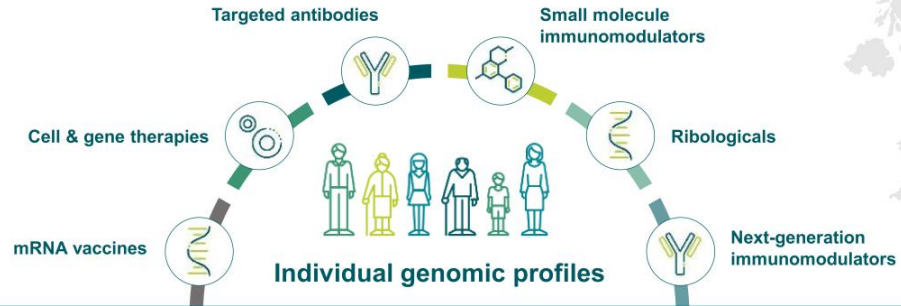 Targeted antibodies
Small molecule
immunomodulators
Cell & gene therapies
Ribologicals
mRNA vaccines
Next-generation
immunomodulators
Individual genomic profiles